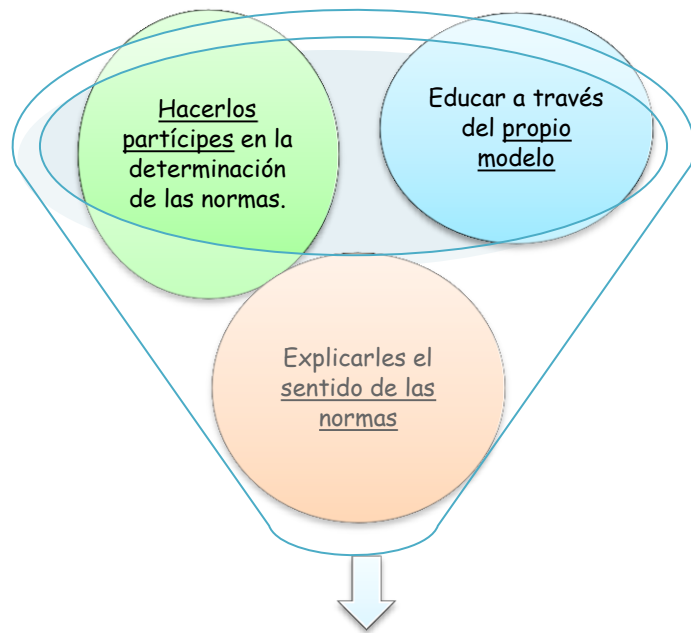 Hacerlos
partícipes en la
determinación
de las normas.
Educar a través
del propio
modelo
Explicarles el
sentido de las
normas